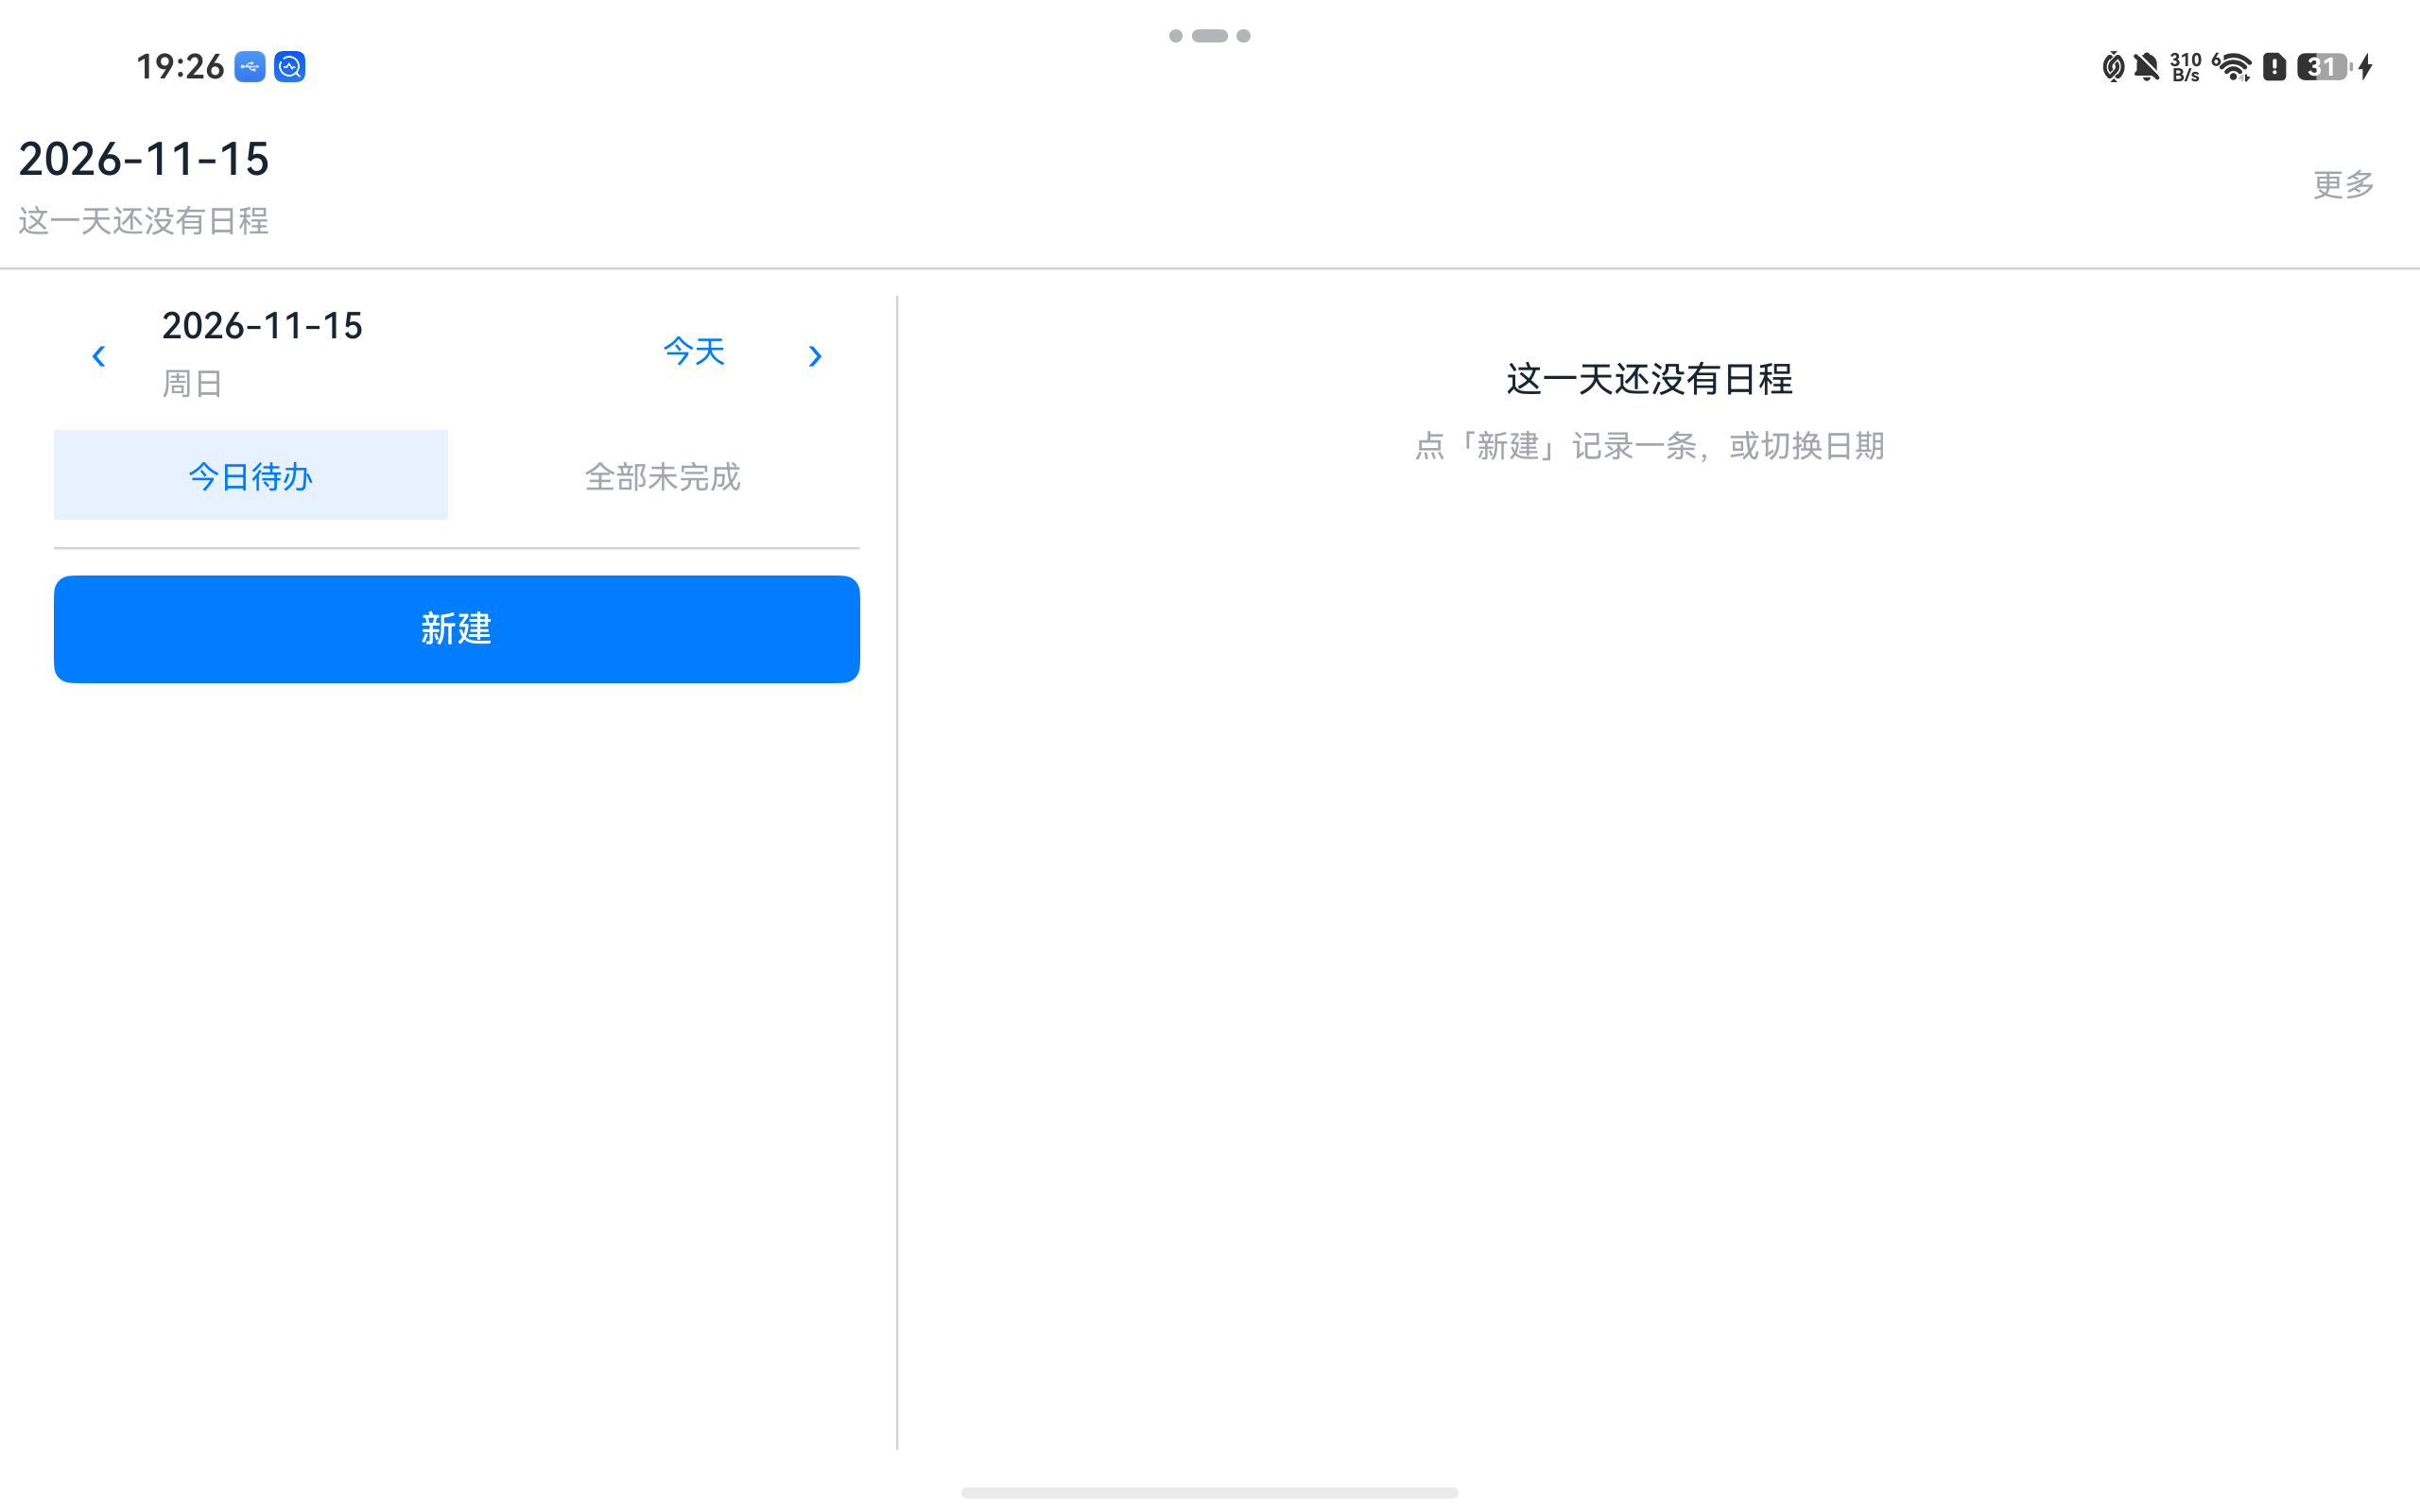 19:26
310
B/s
6
31
2026-11-15
这一天还没有日程
更多
‹
2026-11-15
周日
今天
›
今日待办
全部未完成
新建
这一天还没有日程
点「新建」记录一条，或切换日期